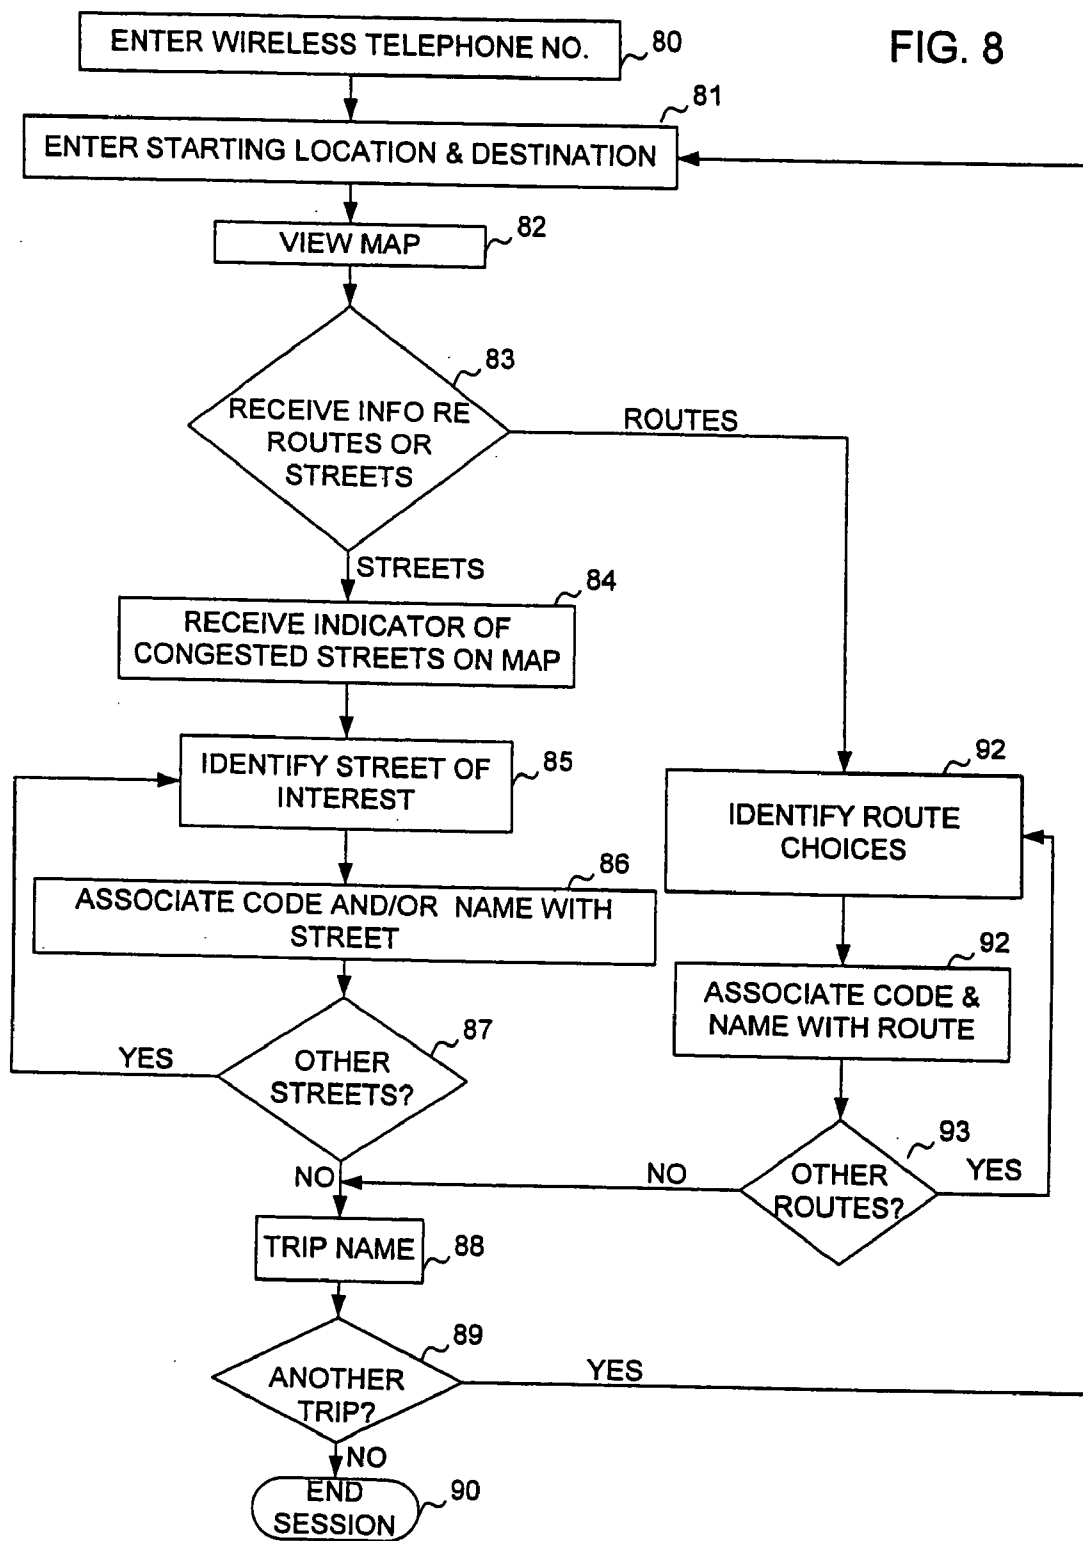 FIG. 8
ENTER WIRELESS TELEPHONE NO.
80
81
ENTER STARTING LOCATION & DESTINATION
VIEW MAP
82
83
RECEIVE INFO RE
ROUTES OR
STREETS
ROUTES
STREETS
84
RECEIVE INDICATOR OF
CONGESTED STREETS ON MAP
IDENTIFY STREET OF
INTEREST
85
92
IDENTIFY ROUTE
CHOICES
86
ASSOCIATE CODE AND/OR NAME WITH
STREET
92
ASSOCIATE CODE &
NAME WITH ROUTE
87
OTHER
STREETS?
YES
NO
93
OTHER
ROUTES?
NO
YES
TRIP NAME
88
89
ANOTHER
TRIP?
YES
NO
END
SESSION
90